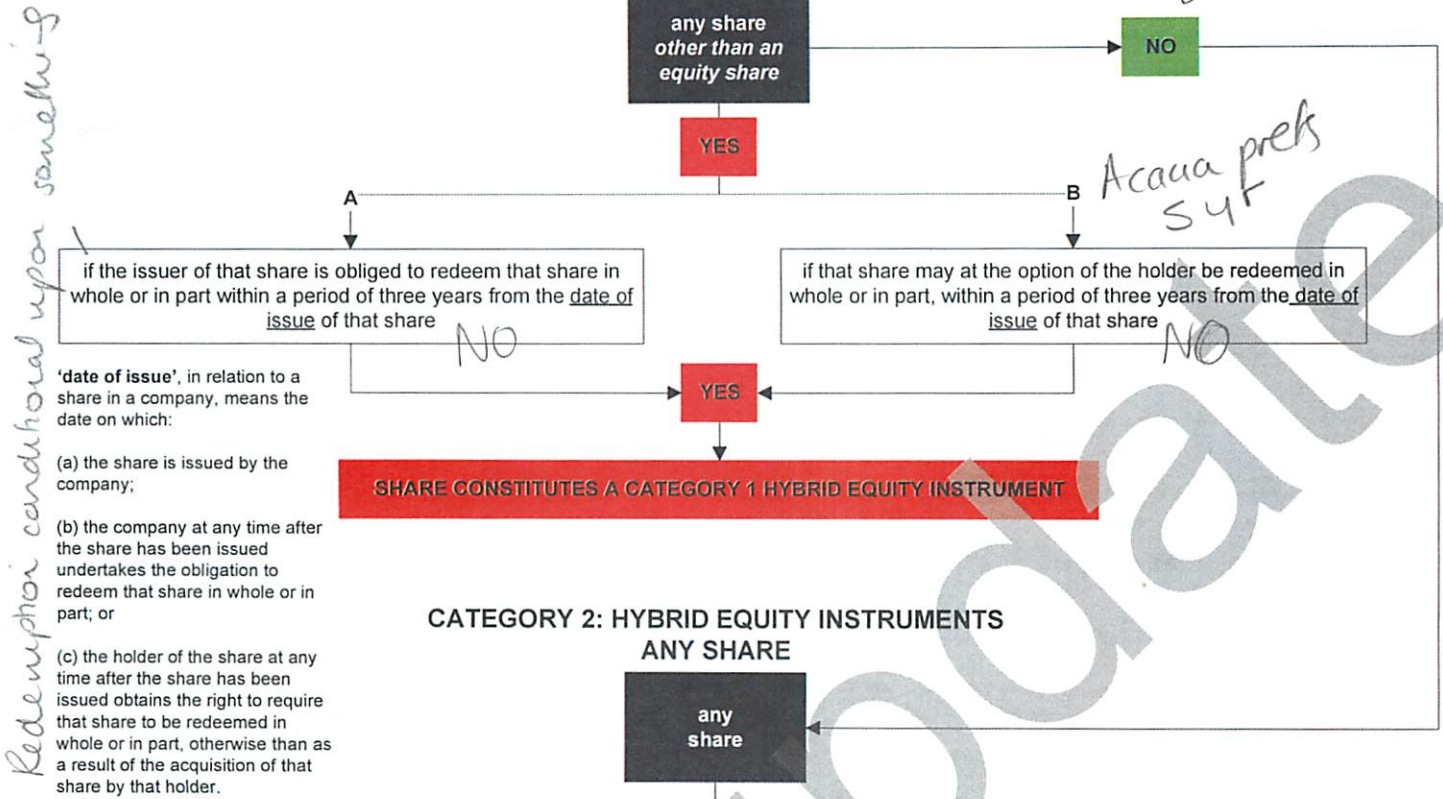 any share
other than an
equity share
NO
YES
A
B
Acacia prefs
5 yr
if the issuer of that share is obliged to redeem that share in
whole or in part within a period of three years from the date of
issue of that share
NO
if that share may at the option of the holder be redeemed in
whole or in part, within a period of three years from the date of
issue of that share
NO
YES
SHARE CONSTITUTES A CATEGORY 1 HYBRID EQUITY INSTRUMENT
'date of issue', in relation to a
share in a company, means the
date on which:
(a) the share is issued by the
company;
(b) the company at any time after
the share has been issued
undertakes the obligation to
redeem that share in whole or in
part; or
(c) the holder of the share at any
time after the share has been
issued obtains the right to require
that share to be redeemed in
whole or in part, otherwise than as
a result of the acquisition of that
share by that holder.
Redemption conditional upon something
CATEGORY 2: HYBRID EQUITY INSTRUMENTS
ANY SHARE
any
share
pdate